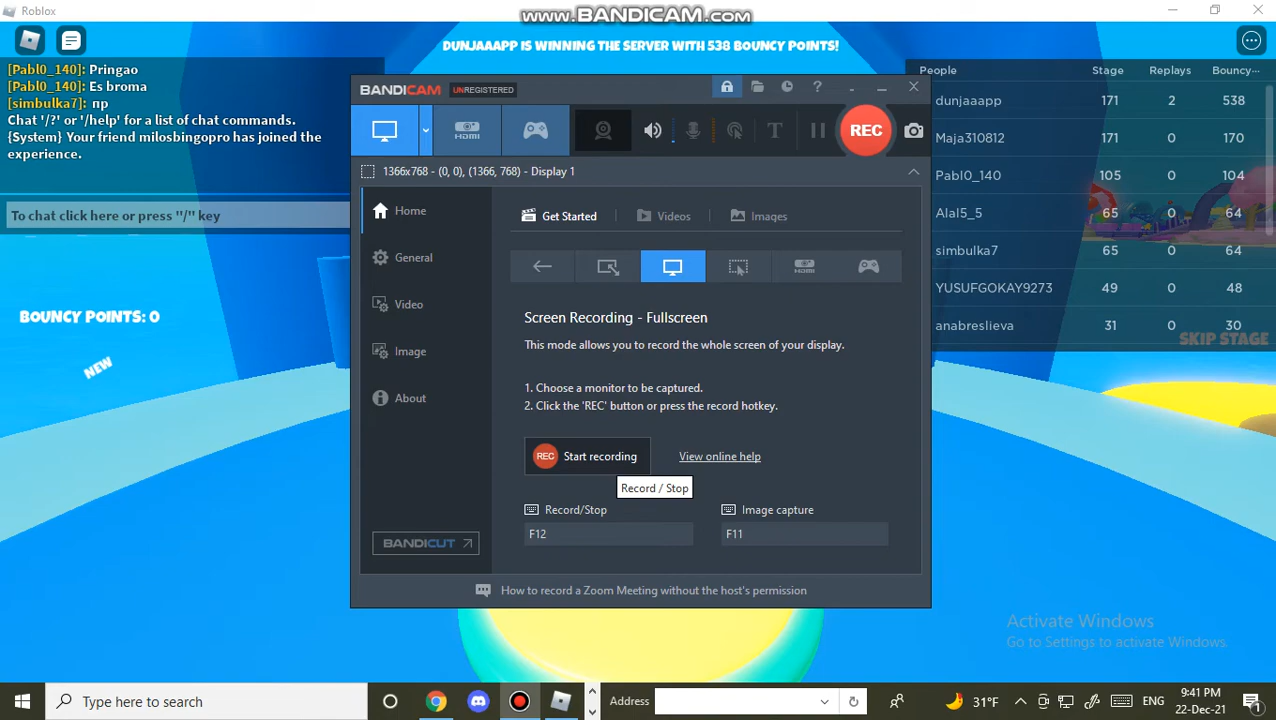 Roblox
www.BANDICAM.com
DUNJAAAPP IS WINNING THE SERVER WITH 538 BOUNCY POINTS!
[Pabl0_140]: Pringao
[Pabl0_140]: Es broma
[simbulka7]: np
Chat '/?' or '/help' for a list of chat commands.
{System} Your friend milosbingopro has joined the
experience.
To chat click here or press "/" key
BOUNCY POINTS: 0
NEW
People Stage Replays Bouncy...
dunjaaapp 171 2 538
Maja310812 171 0 170
Pabl0_140 105 0 104
Alal5_5 65 0 64
simbulka7 65 0 64
YUSUFGOKAY9273 49 0 48
anabreslieva 31 0 30
SKIP STAGE
BANDICAM UNREGISTERED
HDMI T REC
1366x768 - (0, 0), (1366, 768) - Display 1
Home
General
Video
Image
About
BANDICUT
Get Started Videos Images
HDMI
Screen Recording - Fullscreen
This mode allows you to record the whole screen of your display.
1. Choose a monitor to be captured.
2. Click the 'REC' button or press the record hotkey.
REC Start recording View online help
Record / Stop
Record/Stop Image capture
F12 F11
How to record a Zoom Meeting without the host's permission
Activate Windows
Go to Settings to activate Windows.
Type here to search
Address
31°F
ENG
9:41 PM
22-Dec-21
1